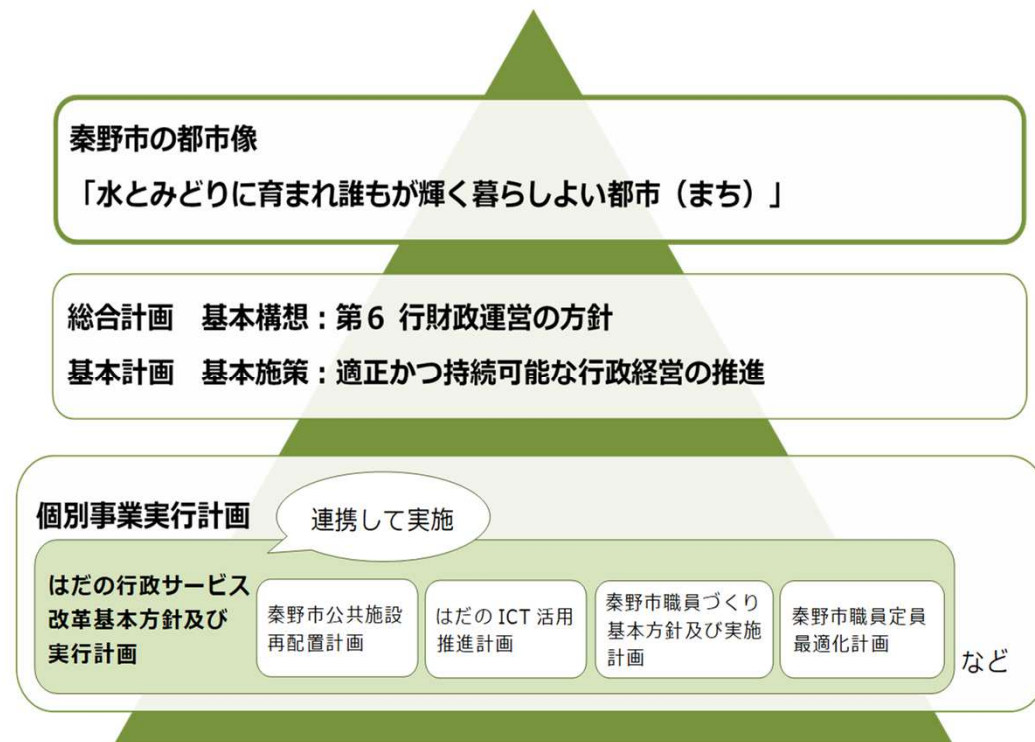 秦野市の都市像
「水とみどりに育まれ誰もが輝く暮らしよい都市（まち）」
総合計画　基本構想：第６ 行財政運営の方針
基本計画　基本施策：適正かつ持続可能な行政経営の推進
個別事業実行計画
連携して実施
はだの行政サービス
改革基本方針及び
実行計画
秦野市公共施設
再配置計画
はだの ICT 活用
推進計画
秦野市職員づくり
基本方針及び実施
計画
秦野市職員定員
最適化計画
など